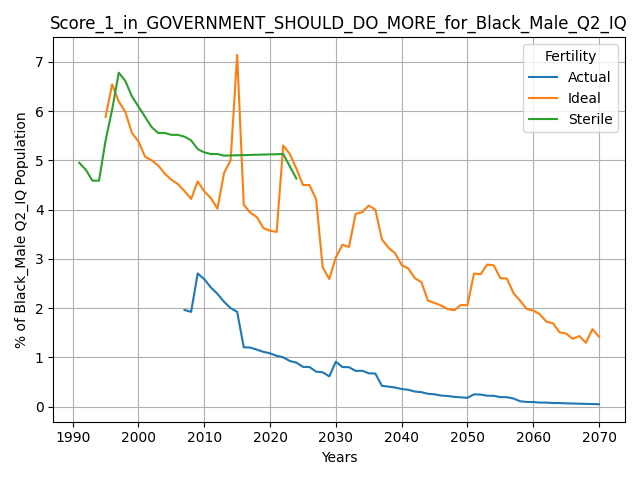 Score_1_in_GOVERNMENT_SHOULD_DO_MORE_for_Black_Male_Q2_IQ
Fertility
Actual
Ideal
Sterile
% of Black_Male Q2_IQ Population
7
6
5
4
3
2
1
0
1990 2000 2010 2020 2030 2040 2050 2060 2070
Years